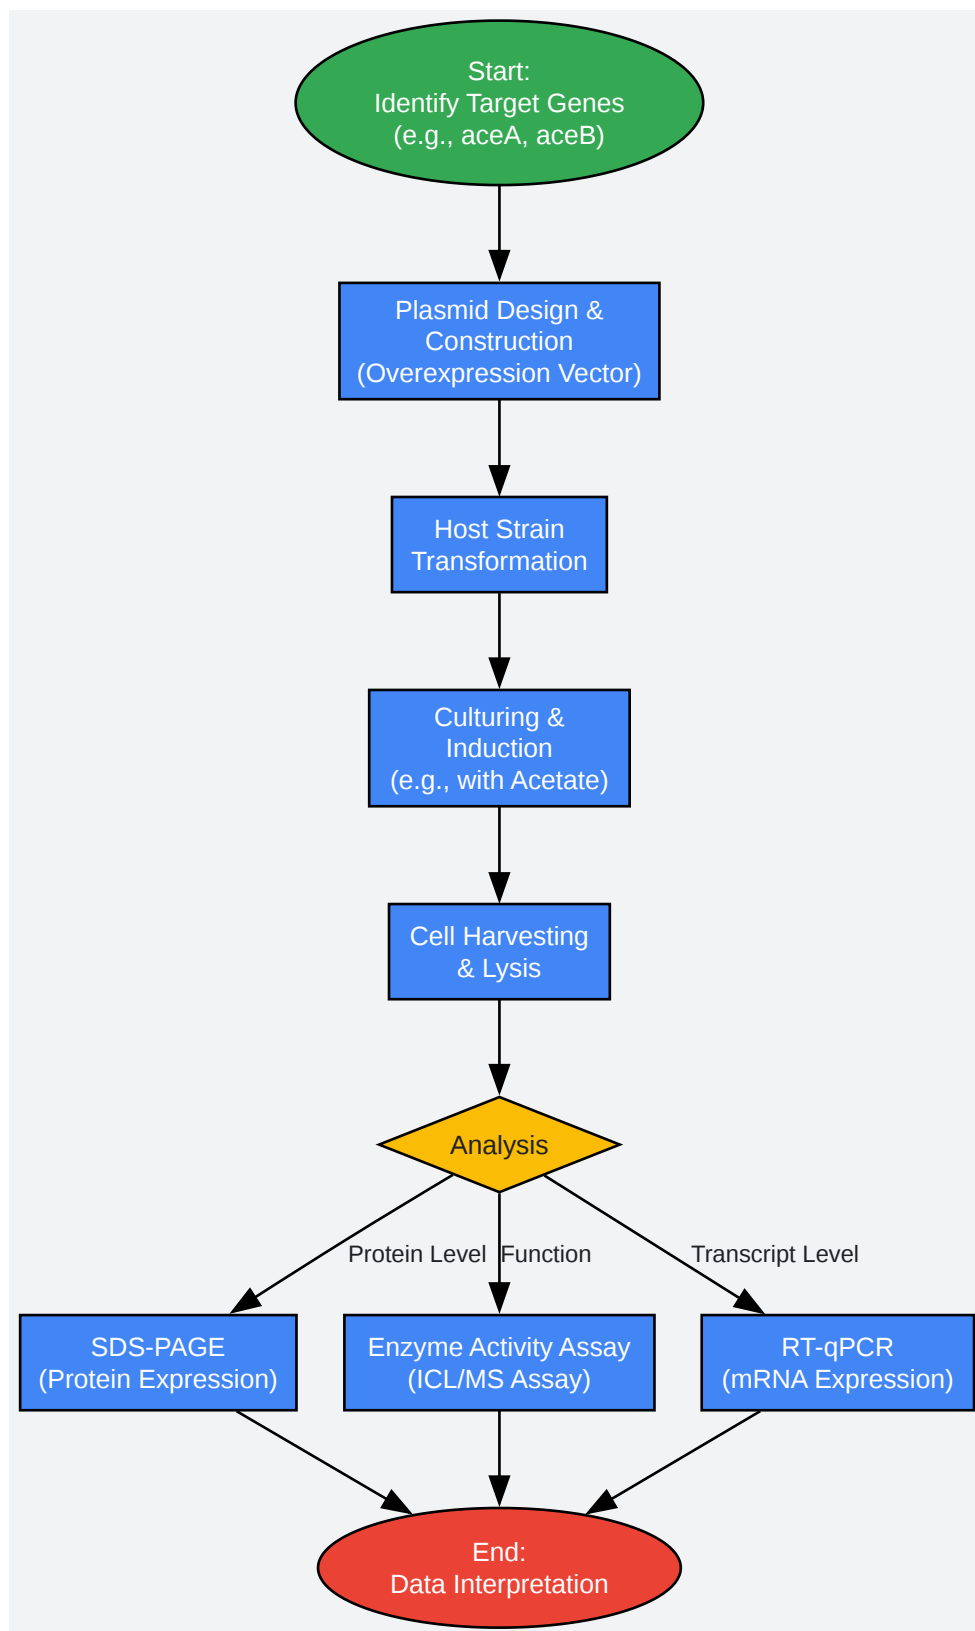 Start:
Identify Target Genes
(e.g., aceA, aceB)
Plasmid Design &
Construction
(Overexpression Vector)
Host Strain
Transformation
Culturing &
Induction
(e.g., with Acetate)
Cell Harvesting
& Lysis
Analysis
Protein Level
Function
Transcript Level
SDS-PAGE
(Protein Expression)
Enzyme Activity Assay
(ICL/MS Assay)
RT-qPCR
(mRNA Expression)
End:
Data Interpretation